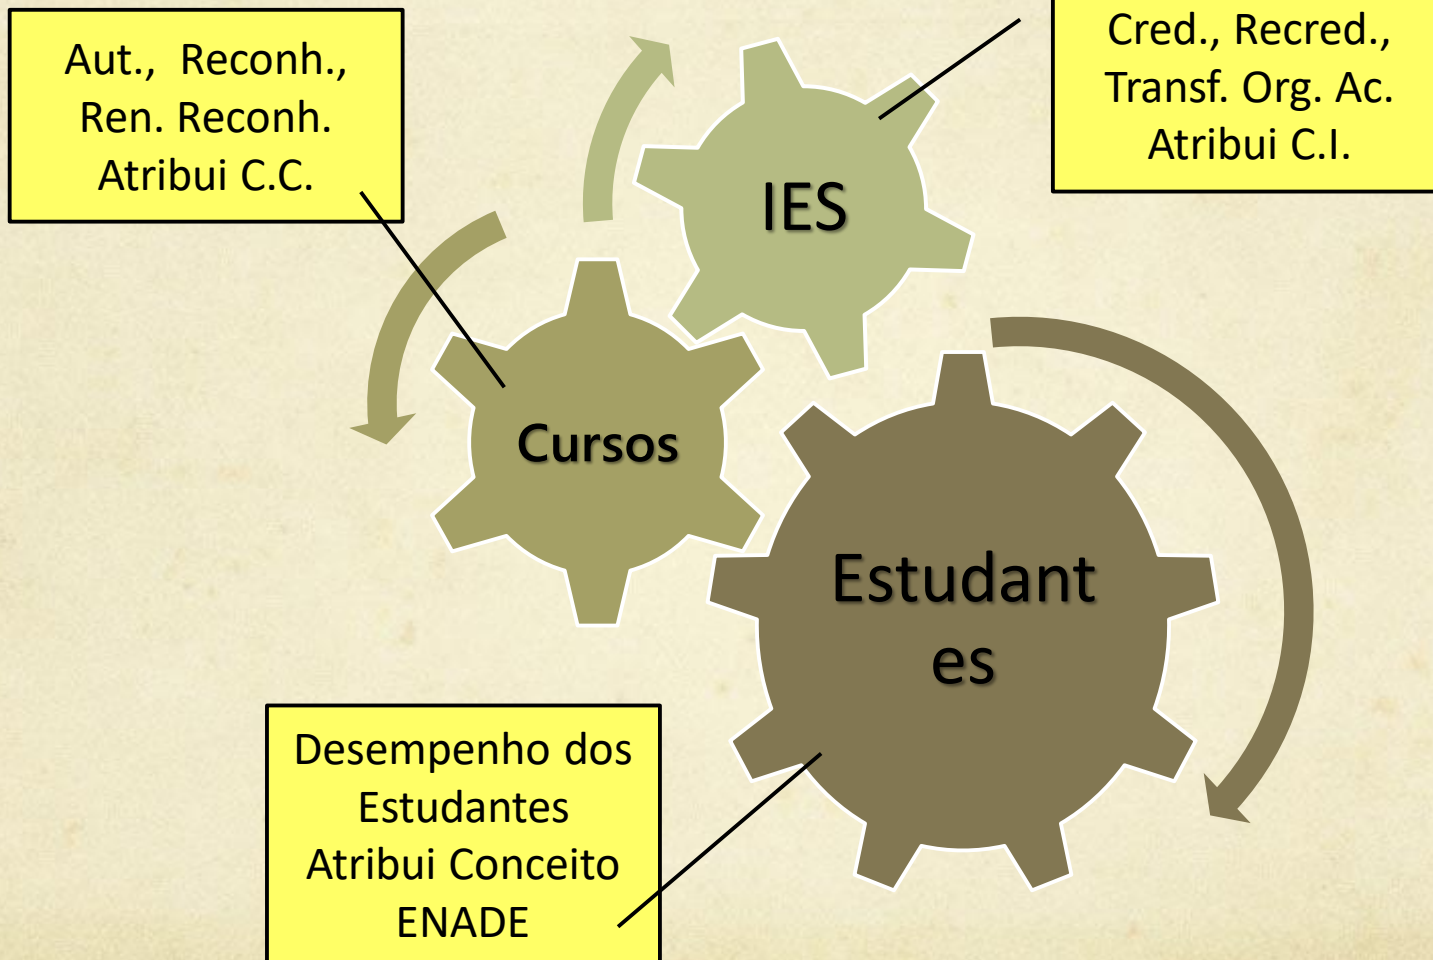 Aut., Reconh.,
Ren. Reconh.
Atribui C.C.
Cred., Recred.,
Transf. Org. Ac.
Atribui C.I.
IES
Cursos
Estudant
es
Desempenho dos
Estudantes
Atribui Conceito
ENADE